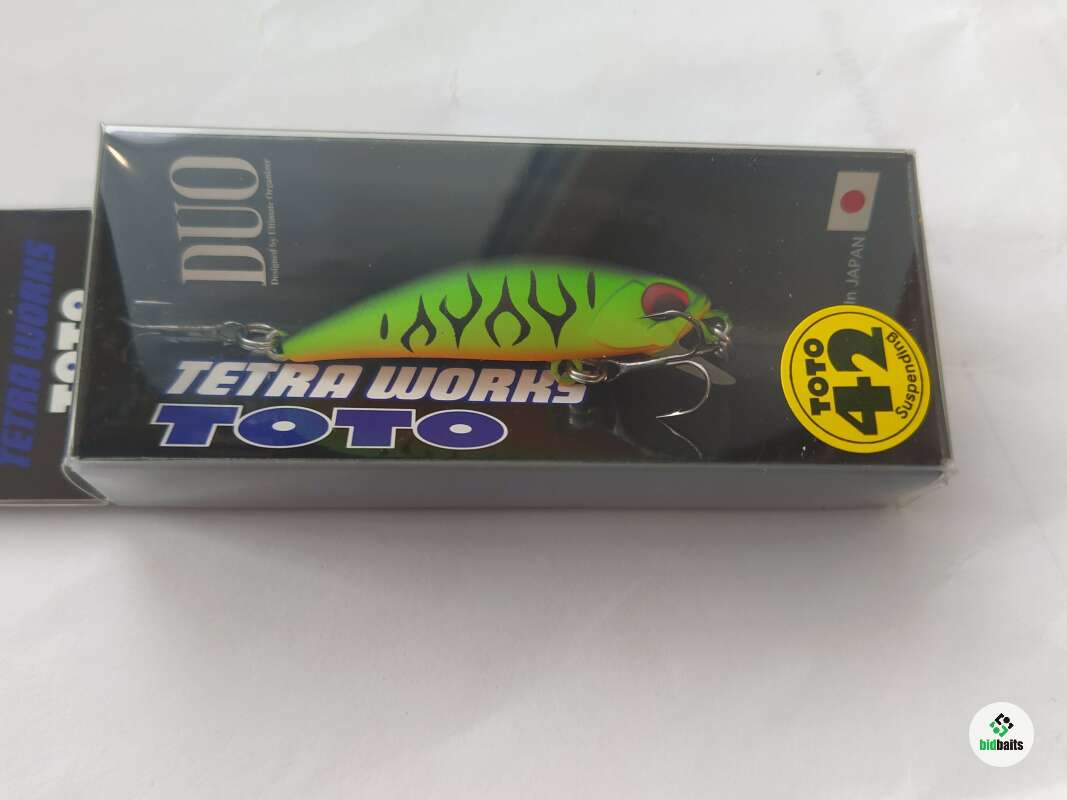 DUO
Designed by Ultimate Organizer
in JAPAN
TETRA WORKS
TOTO
TOTO
42
Suspending
TETRA WORKS
TOTO
bidbaits